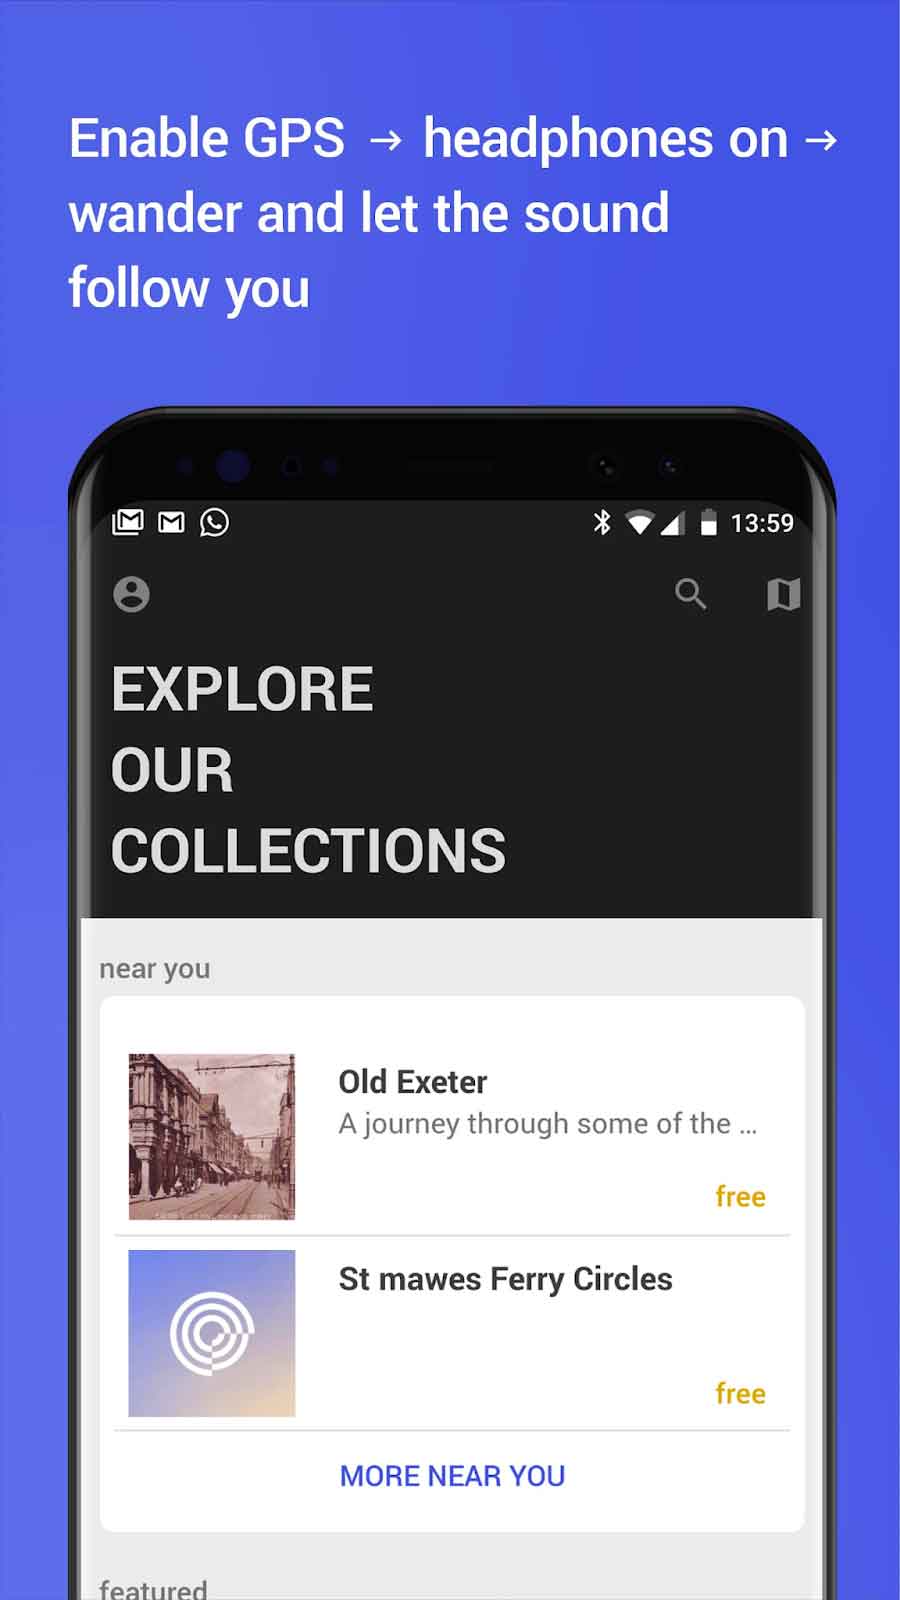 Enable GPS → headphones on →
wander and let the sound
follow you
13:59
EXPLORE
OUR
COLLECTIONS
near you
Old Exeter
A journey through some of the ...
free
St mawes Ferry Circles
free
MORE NEAR YOU
featured